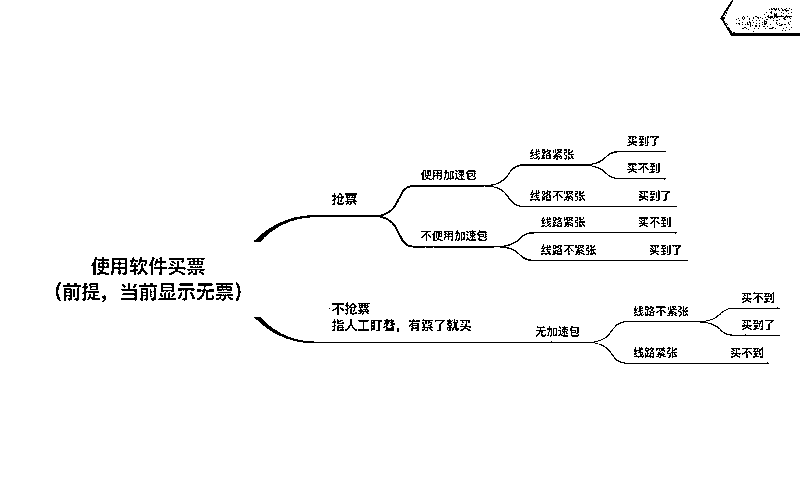 使用软件买票
（前提，当前显示无票）
抢票
使用加速包
线路紧张
买到了
买不到
线路不紧张
买到了
不使用加速包
线路紧张
买不到
线路不紧张
买到了
不抢票
指人工盯着，有票了就买
无加速包
线路不紧张
买不到
买到了
线路紧张
买不到